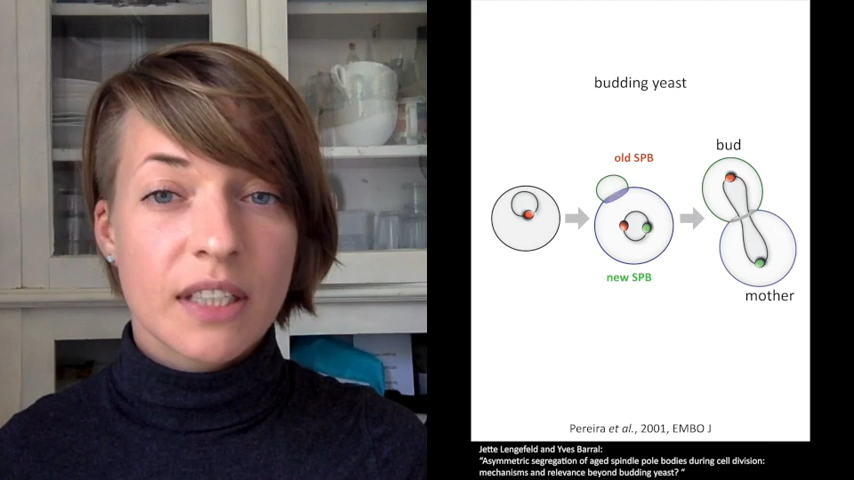 budding yeast
old SPB
bud
new SPB
mother
Pereira et al., 2001, EMBO J
Jette Lengefeld and Yves Barral:
“Asymmetric segregation of aged spindle pole bodies during cell division:
mechanisms and relevance beyond budding yeast? “